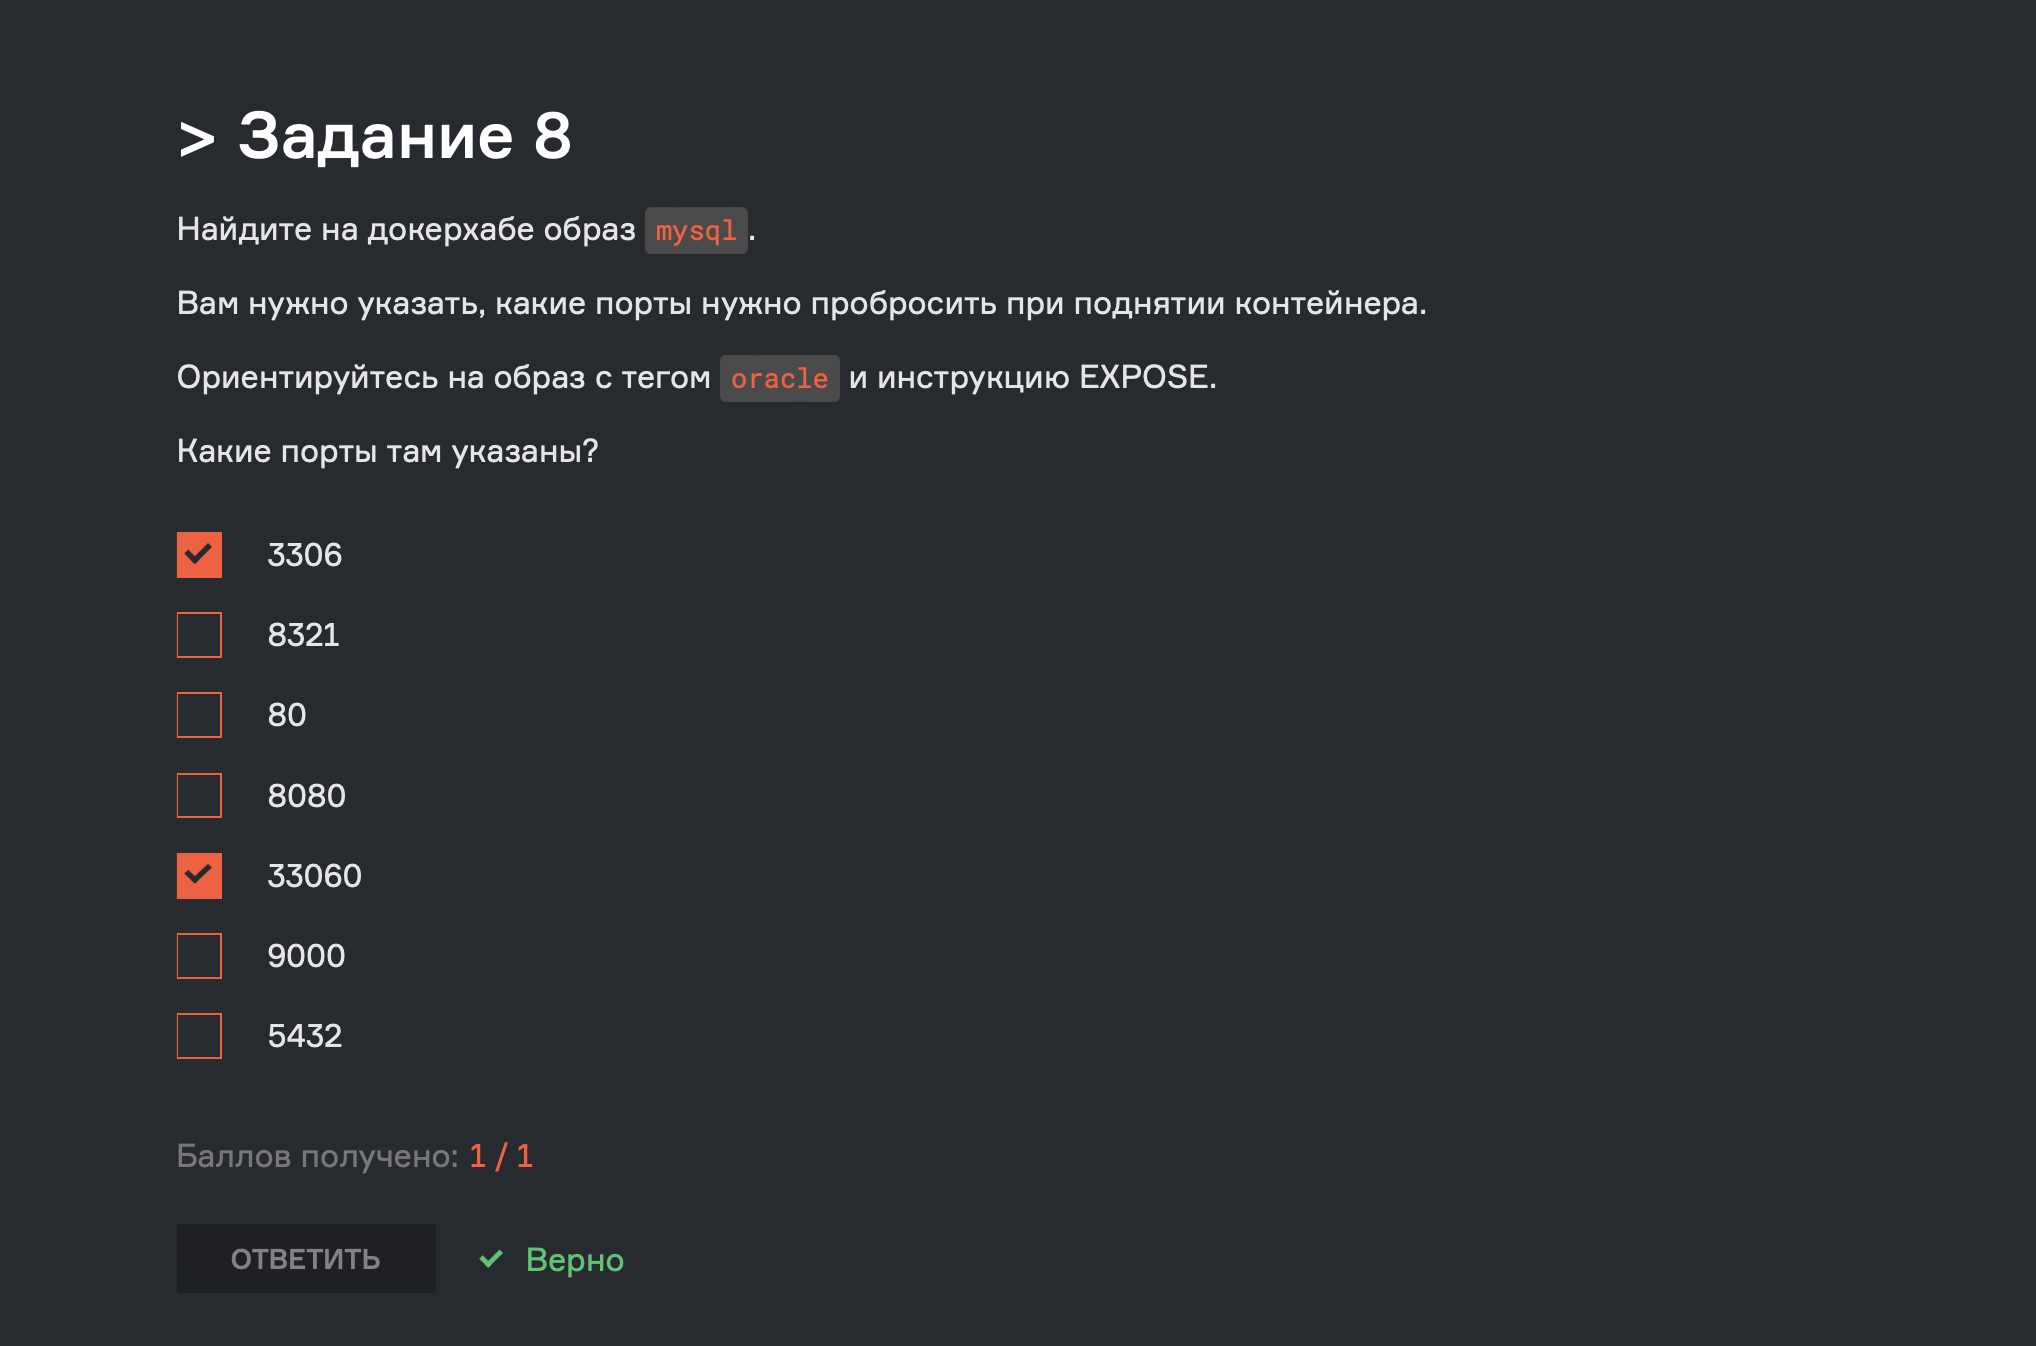 > Задание 8
Найдите на докерхабе образ mysql.
Вам нужно указать, какие порты нужно пробросить при поднятии контейнера.
Ориентируйтесь на образ с тегом oracle и инструкцию EXPOSE.
Какие порты там указаны?
3306
8321
80
8080
33060
9000
5432
Баллов получено: 1 / 1
ОТВЕТИТЬ
Верно